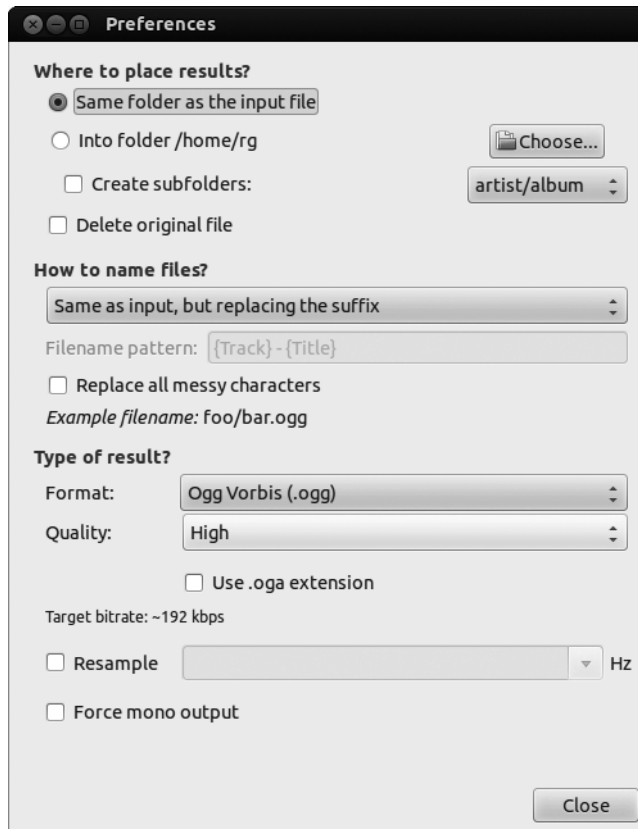 Preferences
Where to place results?
Same folder as the input file
Into folder /home/rg Choose...
Create subfolders: artist/album
Delete original file
How to name files?
Same as input, but replacing the suffix
Filename pattern: {Track} - {Title}
Replace all messy characters
Example filename: foo/bar.ogg
Type of result?
Format: Ogg Vorbis (.ogg)
Quality: High
Use .oga extension
Target bitrate: ~192 kbps
Resample Hz
Force mono output
Close